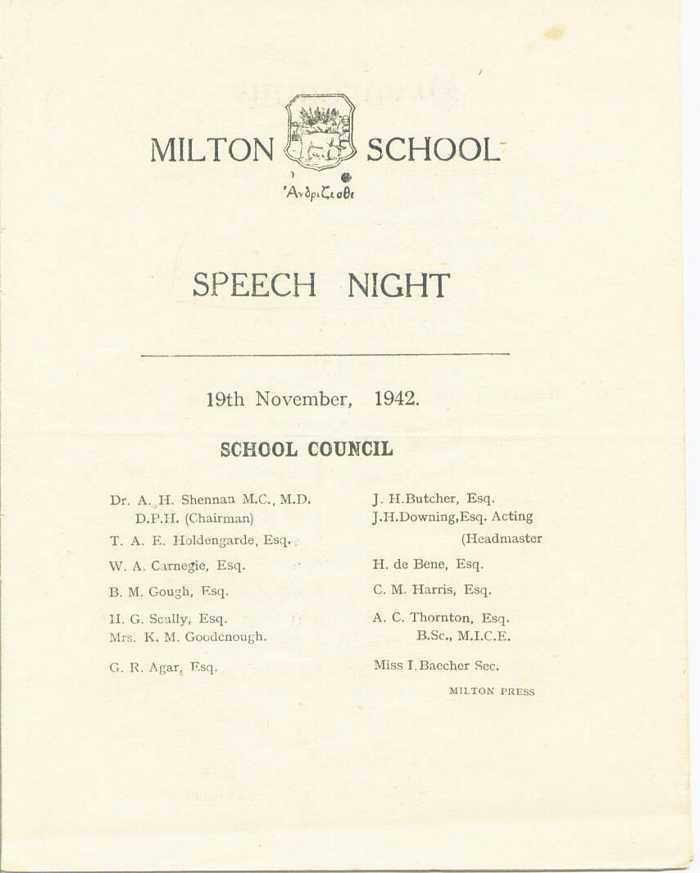 MILTON SCHOOL
Ἀνδριζεσθε
SPEECH NIGHT
19th November, 1942.
SCHOOL COUNCIL
Dr. A. H. Shennan M.C., M.D.
D.P.H. (Chairman)
T. A. E. Holdengarde, Esq.
W. A. Carnegie, Esq.
B. M. Gough, Esq.
H. G. Scally, Esq.
Mrs. K. M. Goodenough.
G. R. Agar, Esq.
J. H. Butcher, Esq.
J.H.Downing, Esq. Acting
(Headmaster
H. de Bene, Esq.
C. M. Harris, Esq.
A. C. Thornton, Esq.
B.Sc., M.I.C.E.
Miss I. Baecher Sec.
MILTON PRESS